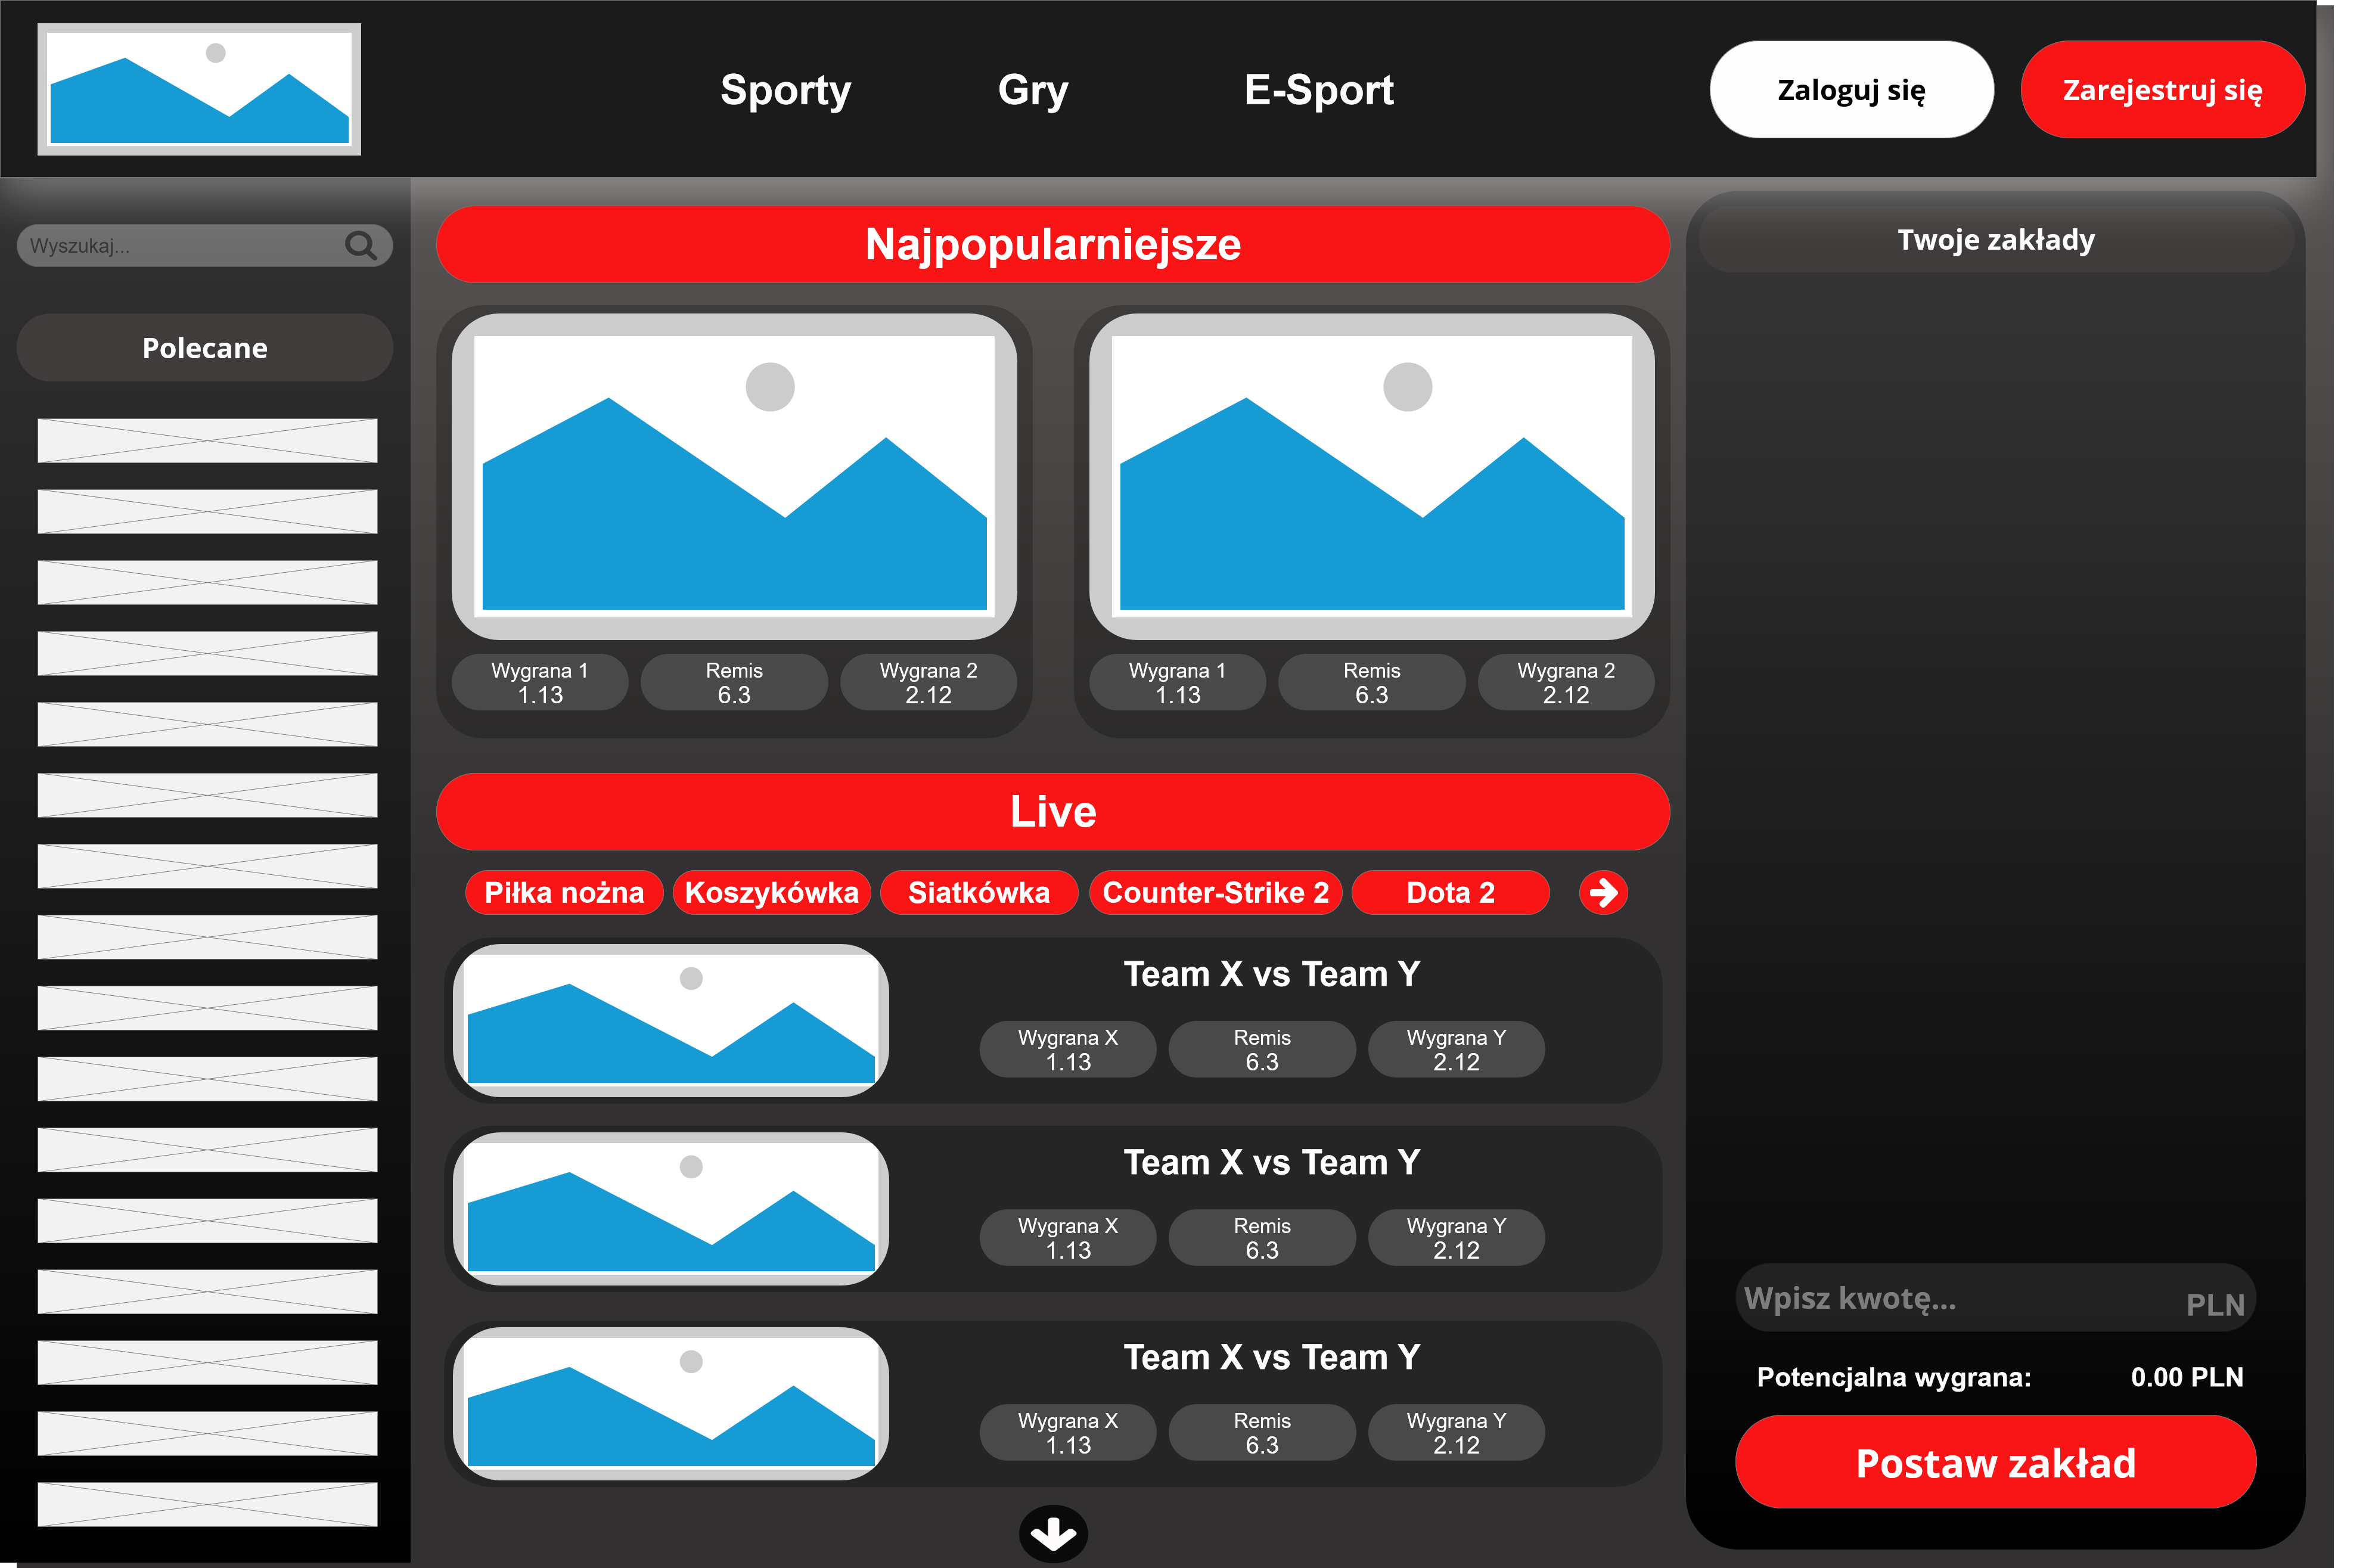 Sporty
Gry
E-Sport
Zaloguj się
Zarejestruj się
Wyszukaj...
Polecane
Najpopularniejsze
Wygrana 1
1.13
Remis
6.3
Wygrana 2
2.12
Wygrana 1
1.13
Remis
6.3
Wygrana 2
2.12
Live
Piłka nożna
Koszykówka
Siatkówka
Counter-Strike 2
Dota 2
Team X vs Team Y
Wygrana X
1.13
Remis
6.3
Wygrana Y
2.12
Team X vs Team Y
Wygrana X
1.13
Remis
6.3
Wygrana Y
2.12
Team X vs Team Y
Wygrana X
1.13
Remis
6.3
Wygrana Y
2.12
Twoje zakłady
Wpisz kwotę...
PLN
Potencjalna wygrana:
0.00 PLN
Postaw zakład